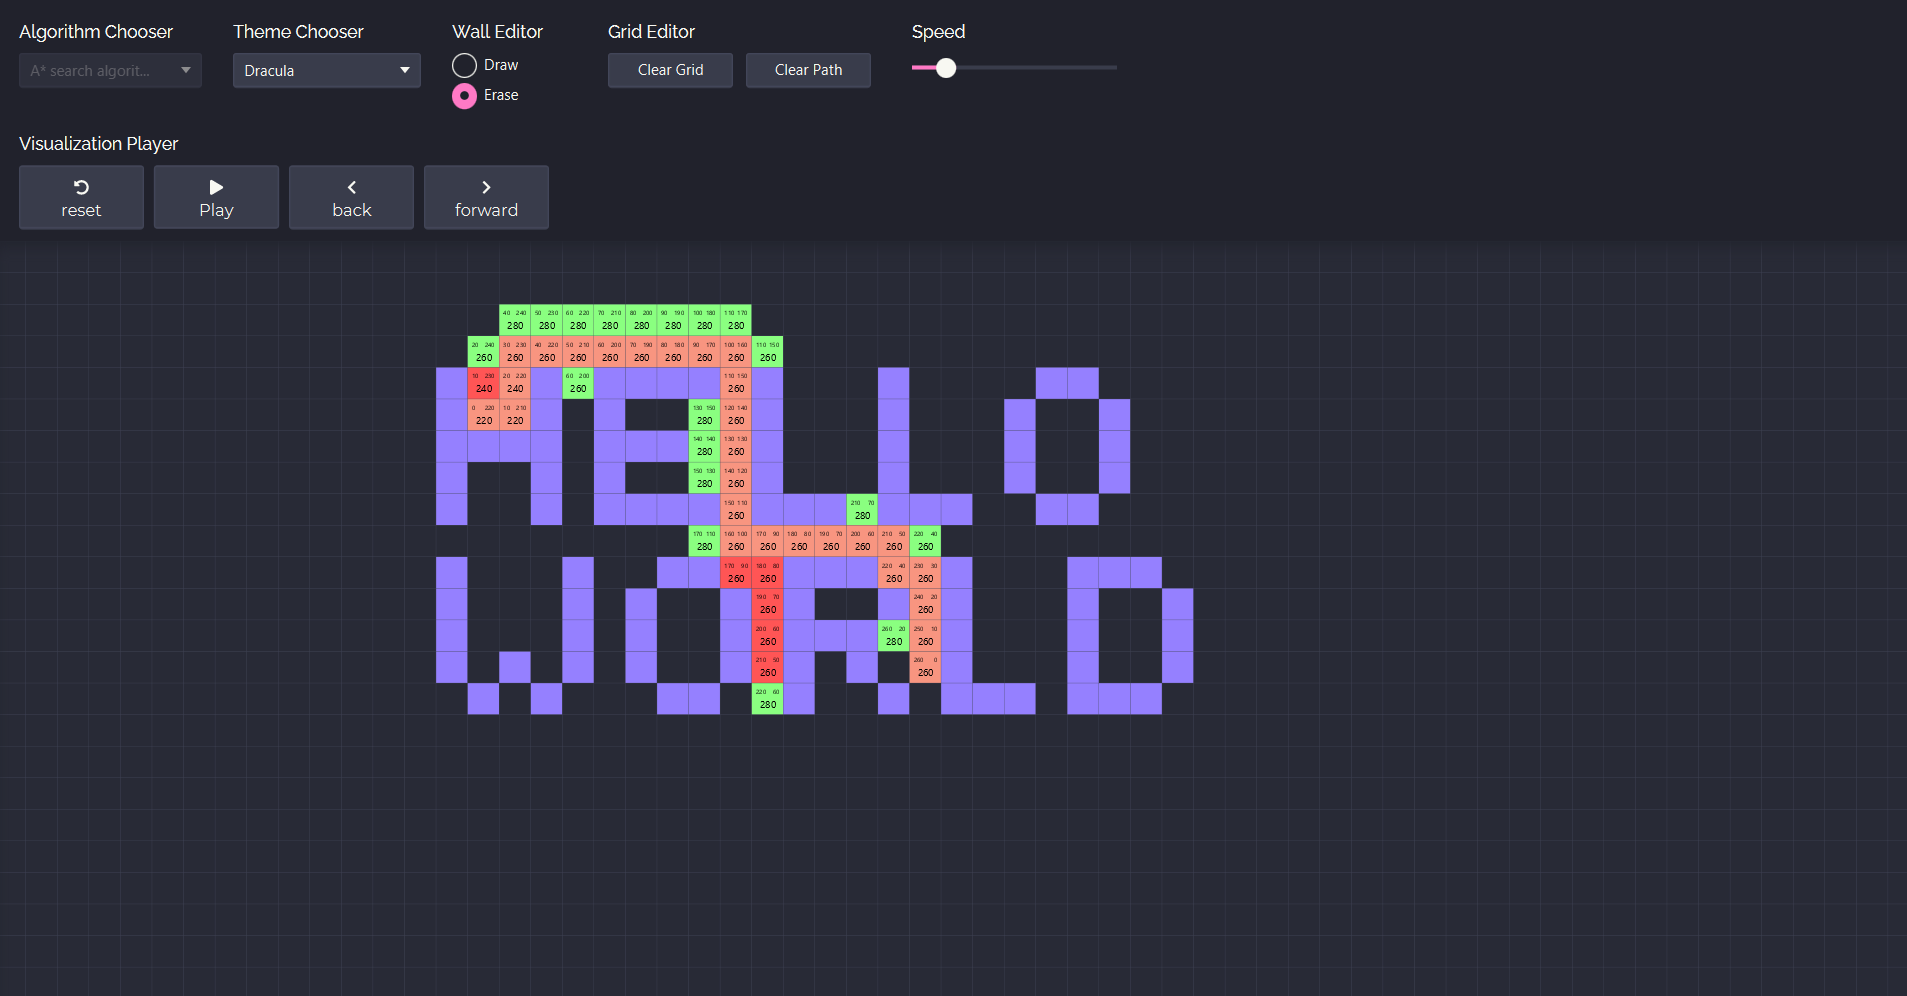 Algorithm Chooser Theme Chooser Wall Editor Grid Editor Speed
A* search algorit... Dracula Draw Clear Grid Clear Path
Erase
Visualization Player
reset Play back forward
40 240 50 230 60 220 70 210 80 200 90 190 100 180 110 170
280 280 280 280 280 280 280 280
20 240 30 230 40 220 50 210 60 200 70 190 80 180 90 170 100 160 110 150
260 260 260 260 260 260 260 260 260 260
10 230 20 220 60 200 110 150
240 240 260 260
0 220 10 210 130 150 120 140
220 220 280 260
140 140 130 130
280 260
150 130 140 120
280 260
150 110 210 70
260 280
170 110 160 100 170 90 180 80 190 70 200 60 210 50 220 40
280 260 260 260 260 260 260 260
170 90 180 80 220 40 230 30
260 260 260 260
190 70 240 20
260 260
200 60 260 20 250 10
260 280 260
210 50 260 0
260 260
220 60
280